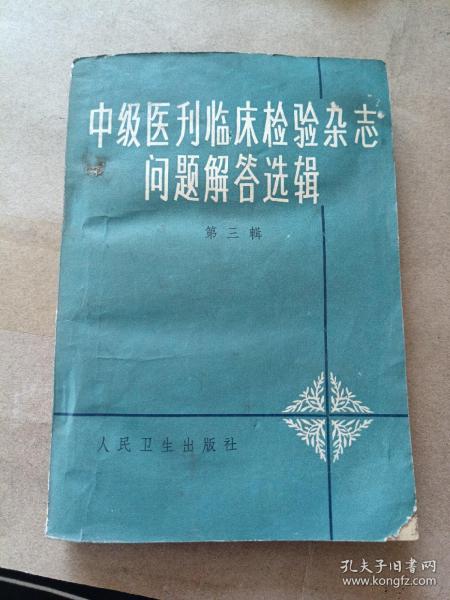 中级医刊临床检验杂志
问题解答选辑
第三輯
人民卫生出版社
孔夫子旧书网
www.kongfz.com